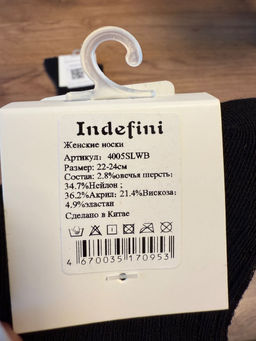 Indefini
Женские носки
Артикул: 4005SLWB
Размер: 22-24см
Состав: 2.8%овечья шерсть;
34.7%Нейлон ;
36.2%Акрил: 21.4%Вискоза:
4,9%эластан
Сделано в Китае
4 670035 170953